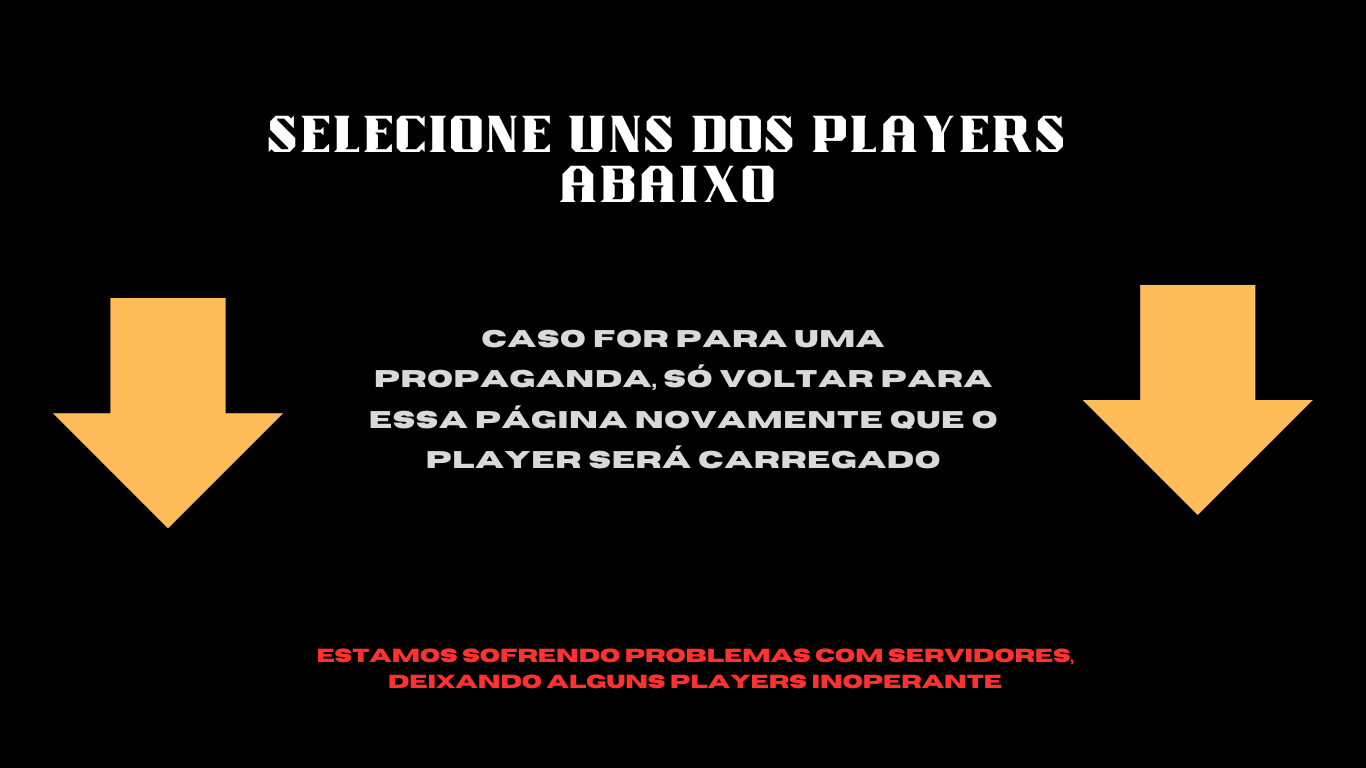 SELECIONE UNS DOS PLAYERS
ABAIXO
CASO FOR PARA UMA
PROPAGANDA, SÓ VOLTAR PARA
ESSA PÁGINA NOVAMENTE QUE O
PLAYER SERÁ CARREGADO
ESTAMOS SOFRENDO PROBLEMAS COM SERVIDORES,
DEIXANDO ALGUNS PLAYERS INOPERANTE